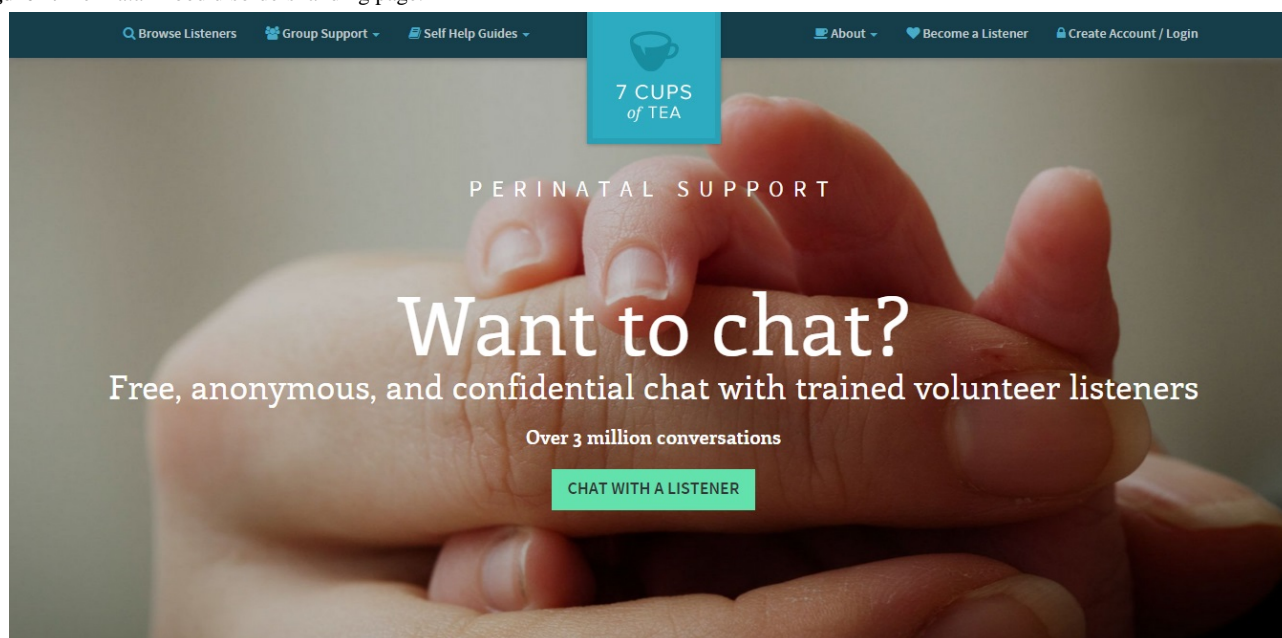 Browse Listeners
Group Support
Self Help Guides
7 CUPS
of TEA
About
Become a Listener
Create Account / Login
PERINATAL SUPPORT
Want to chat?
Free, anonymous, and confidential chat with trained volunteer listeners
Over 3 million conversations
CHAT WITH A LISTENER